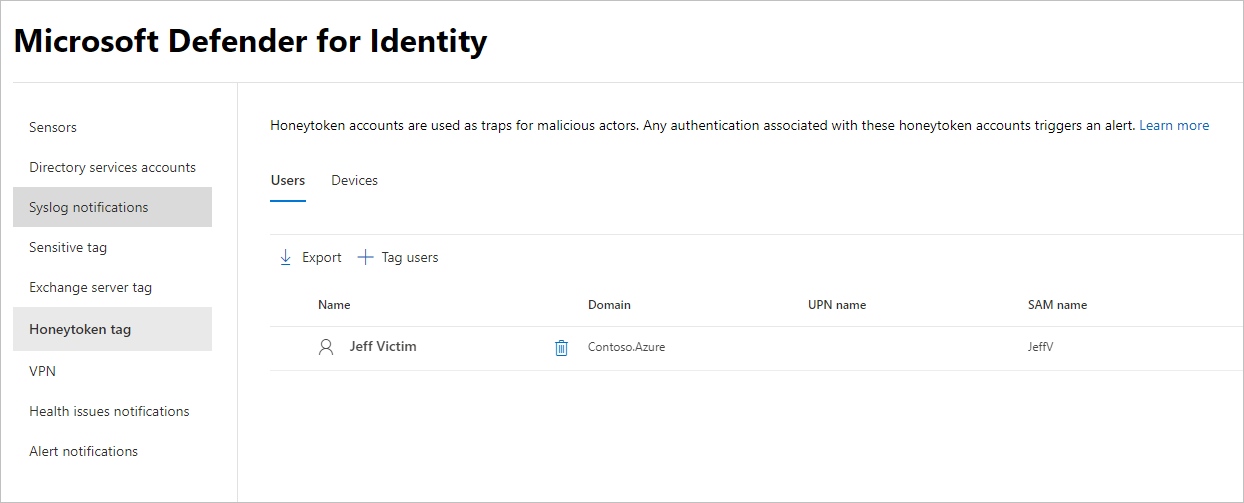 Microsoft Defender for Identity
Sensors
Directory services accounts
Syslog notifications
Sensitive tag
Exchange server tag
Honeytoken tag
VPN
Health issues notifications
Alert notifications
Honeytoken accounts are used as traps for malicious actors. Any authentication associated with these honeytoken accounts triggers an alert. Learn more
Users Devices
Export Tag users
Name Domain UPN name SAM name
Jeff Victim Contoso.Azure JeffV